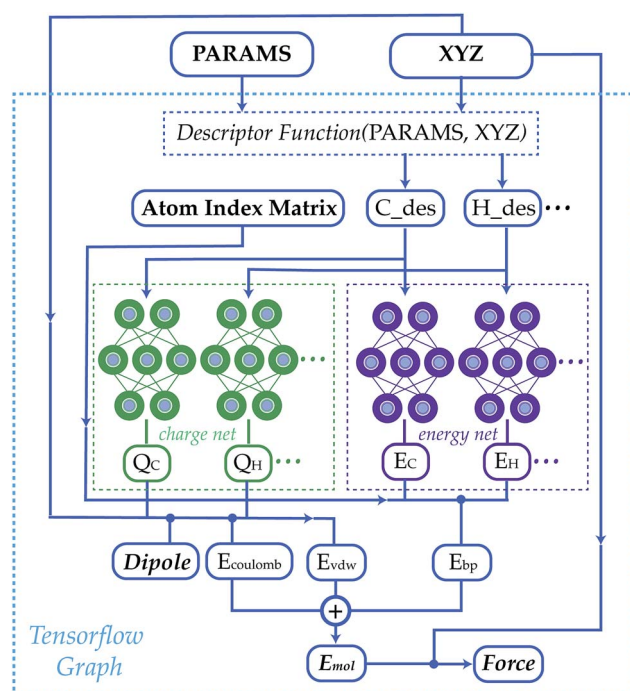 PARAMS
XYZ
Descriptor Function(PARAMS, XYZ)
Atom Index Matrix
C_des
H_des
...
...
...
charge net
energy net
QC
QH
...
EC
EH
...
Dipole
Ecoulomb
Evdw
Ebp
+
Tensorflow
Graph
Emol
Force